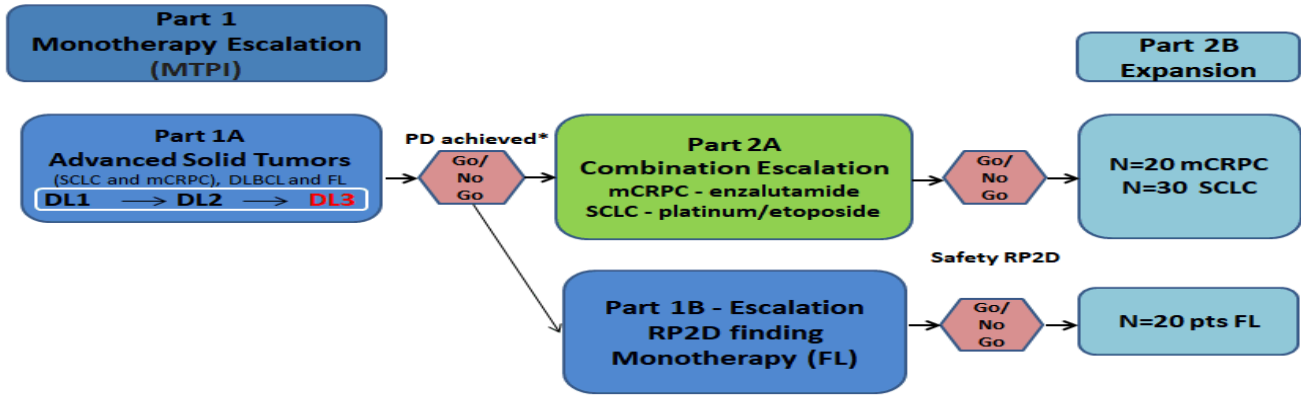 Part 1
Monotherapy Escalation
(MTPI)
Part 2B
Expansion
Part 1A
Advanced Solid Tumors
(SCLC and mCRPC), DLBCL and FL
DL1 → DL2 → DL3
PD achieved*
Go/
No
Go
Part 2A
Combination Escalation
mCRPC - enzalutamide
SCLC - platinum/etoposide
Go/
No
Go
N=20 mCRPC
N=30 SCLC
Part 1B - Escalation
RP2D finding
Monotherapy (FL)
Safety RP2D
Go/
No
Go
N=20 pts FL